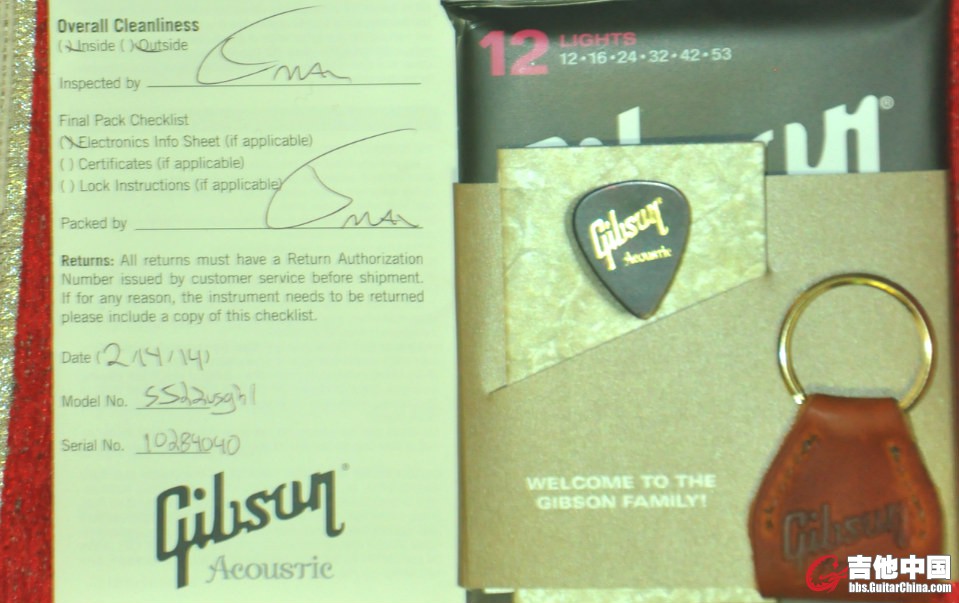 Overall Cleanliness
( ) Inside ( ) Outside
Inspected by
Final Pack Checklist
( ) Electronics Info Sheet (if applicable)
( ) Certificates (if applicable)
( ) Lock Instructions (if applicable)
Packed by
Returns: All returns must have a Return Authorization
Number issued by customer service before shipment.
If for any reason, the instrument needs to be returned
please include a copy of this checklist.
Date (2/14/14)
Model No.
Serial No. 10284040
Gibson®
Acoustic
12 LIGHTS
12•16•24•32•42•53
Gibson®
Gibson
Acoustic
WELCOME TO THE
GIBSON FAMILY!
Gibson
吉他中国
bbs.GuitarChina.com